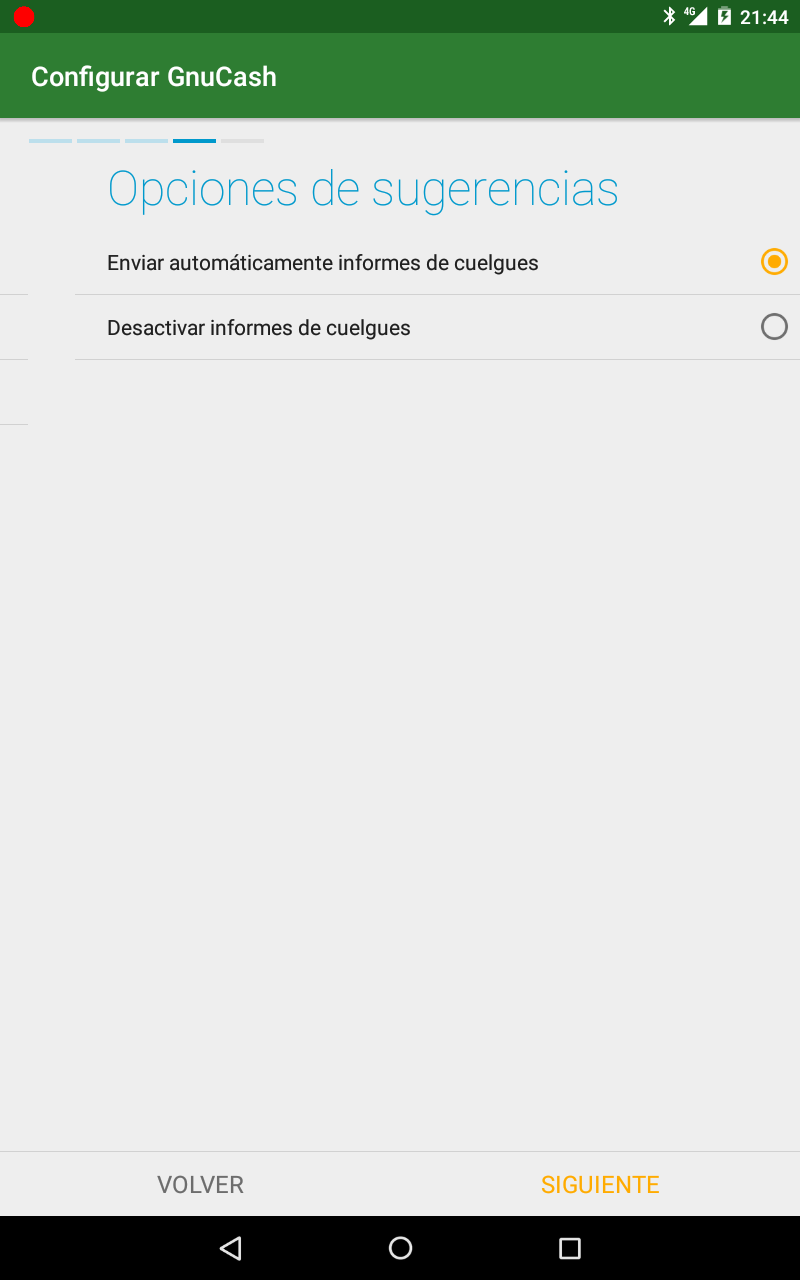 4G 21:44
Configurar GnuCash
Opciones de sugerencias
Enviar automáticamente informes de cuelgues
Desactivar informes de cuelgues
VOLVER SIGUIENTE